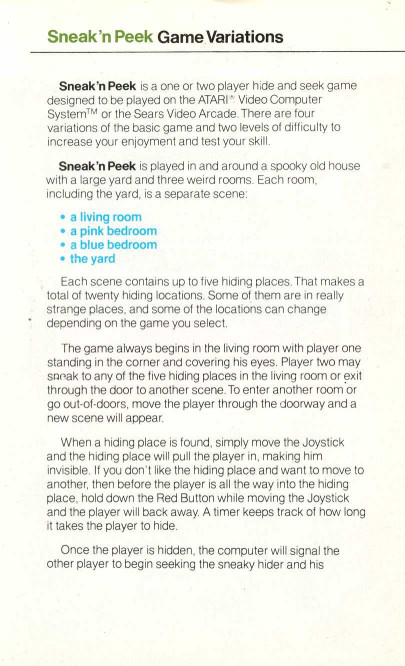 Sneak'n Peek Game Variations
Sneak'n Peek is a one or two player hide and seek game
designed to be played on the ATARI® Video Computer
System™ or the Sears Video Arcade. There are four
variations of the basic game and two levels of difficulty to
increase your enjoyment and test your skill.
Sneak'n Peek is played in and around a spooky old house
with a large yard and three weird rooms. Each room,
including the yard, is a separate scene:
• a living room
• a pink bedroom
• a blue bedroom
• the yard
Each scene contains up to five hiding places. That makes a
total of twenty hiding locations. Some of them are in really
strange places, and some of the locations can change
depending on the game you select.
The game always begins in the living room with player one
standing in the corner and covering his eyes. Player two may
sneak to any of the five hiding places in the living room or exit
through the door to another scene. To enter another room or
go out-of-doors, move the player through the doorway and a
new scene will appear.
When a hiding place is found, simply move the Joystick
and the hiding place will pull the player in, making him
invisible. If you don't like the hiding place and want to move to
another, then before the player is all the way into the hiding
place, hold down the Red Button while moving the Joystick
and the player will back away. A timer keeps track of how long
it takes the player to hide.
Once the player is hidden, the computer will signal the
other player to begin seeking the sneaky hider and his